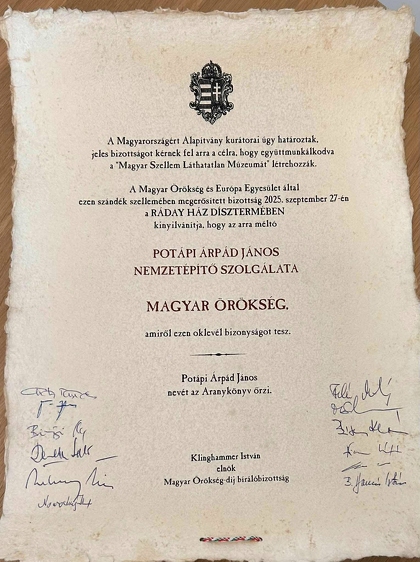 A Magyarországért Alapítvány kurátorai úgy határoztak,
jeles bizottságot kérnek fel arra a célra, hogy együttmunkálkodva
a "Magyar Szellem Láthatatlan Múzeumát" létrehozzák.
A Magyar Örökség és Európa Egyesület által
ezen szándék szellemében megerősített bizottság 2025. szeptember 27-én
a RÁDAY HÁZ DÍSZTERMÉBEN
kinyilvánítja, hogy az arra méltó
POTÁPI ÁRPÁD JÁNOS
NEMZETÉPÍTŐ SZOLGÁLATA
MAGYAR ÖRÖKSÉG,
amiről ezen oklevél bizonyságot tesz.
Potápi Árpád János
nevét az Aranykönyv őrzi.
Klinghammer István
elnök
Magyar Örökség-díj bírálóbizottság